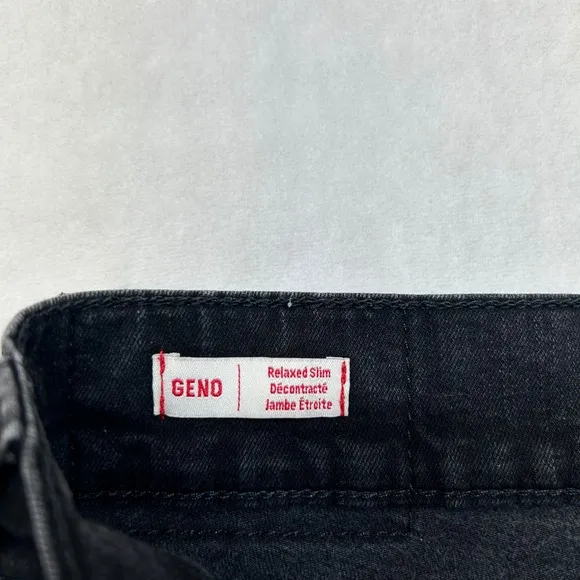 GENO
Relaxed Slim
Décontracté
Jambe Étroite